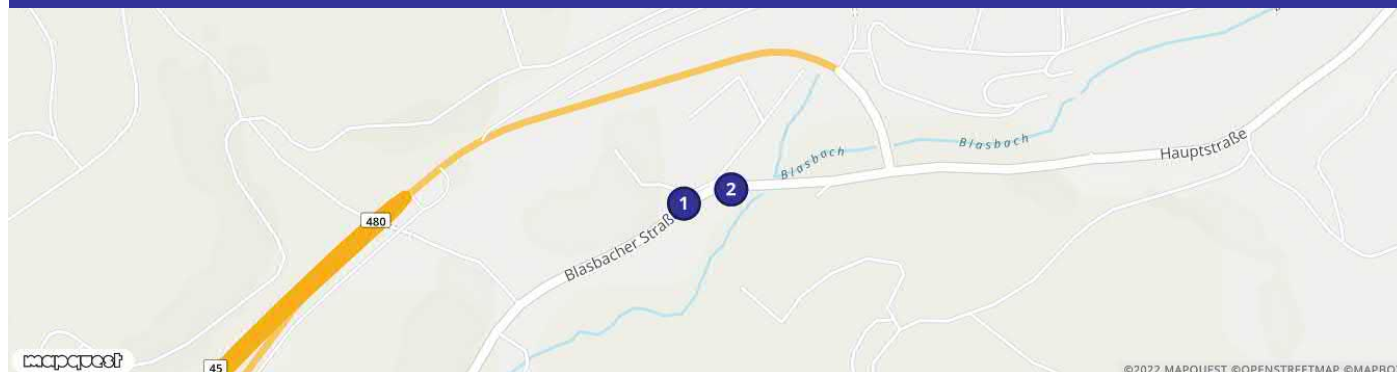 Blasbach
Blasbach
Hauptstraße
2
1
480
Blasbacher Straß
mapquest
45
©2022 MAPQUEST ©OPENSTREETMAP ©MAPBO